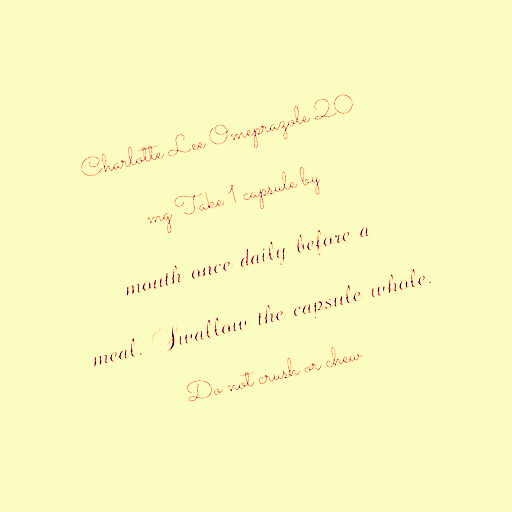 Charlotte Lee Omeprazole 20
mg Take 1 capsule by
mouth once daily before a
meal. Swallow the capsule whole.
Do not crush or chew